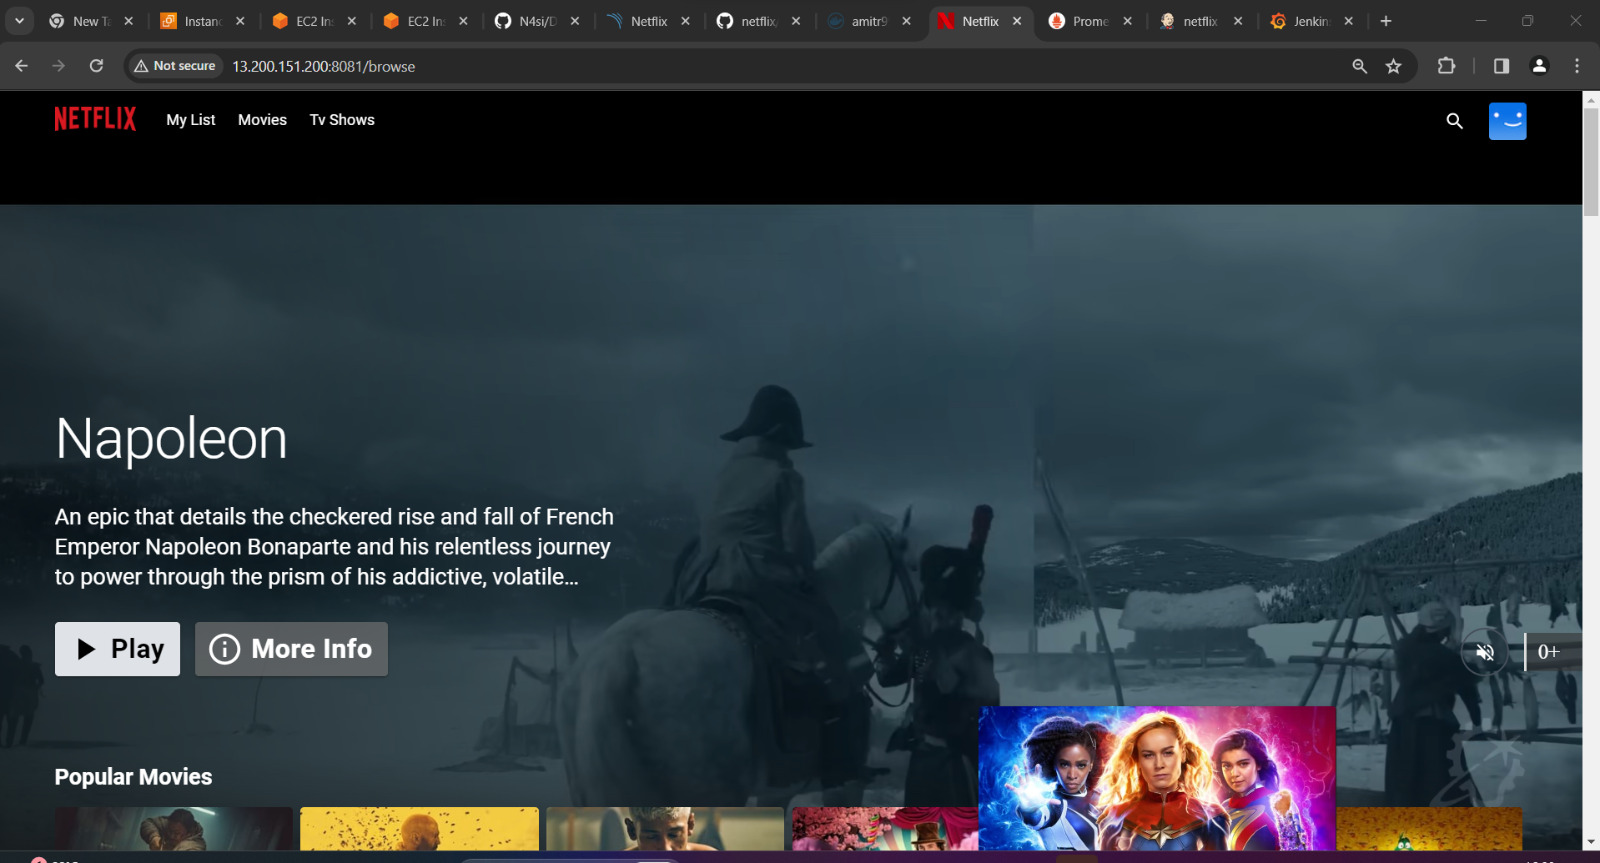 New T
Instanc
EC2 In
EC2 In
N4si/D
Netflix
netflix
amitr9
Netflix
Prome
netflix
Jenkin
Not secure
13.200.151.200:8081/browse
NETFLIX
My List
Movies
Tv Shows
Napoleon
An epic that details the checkered rise and fall of French
Emperor Napoleon Bonaparte and his relentless journey
to power through the prism of his addictive, volatile...
Play
More Info
0+
Popular Movies